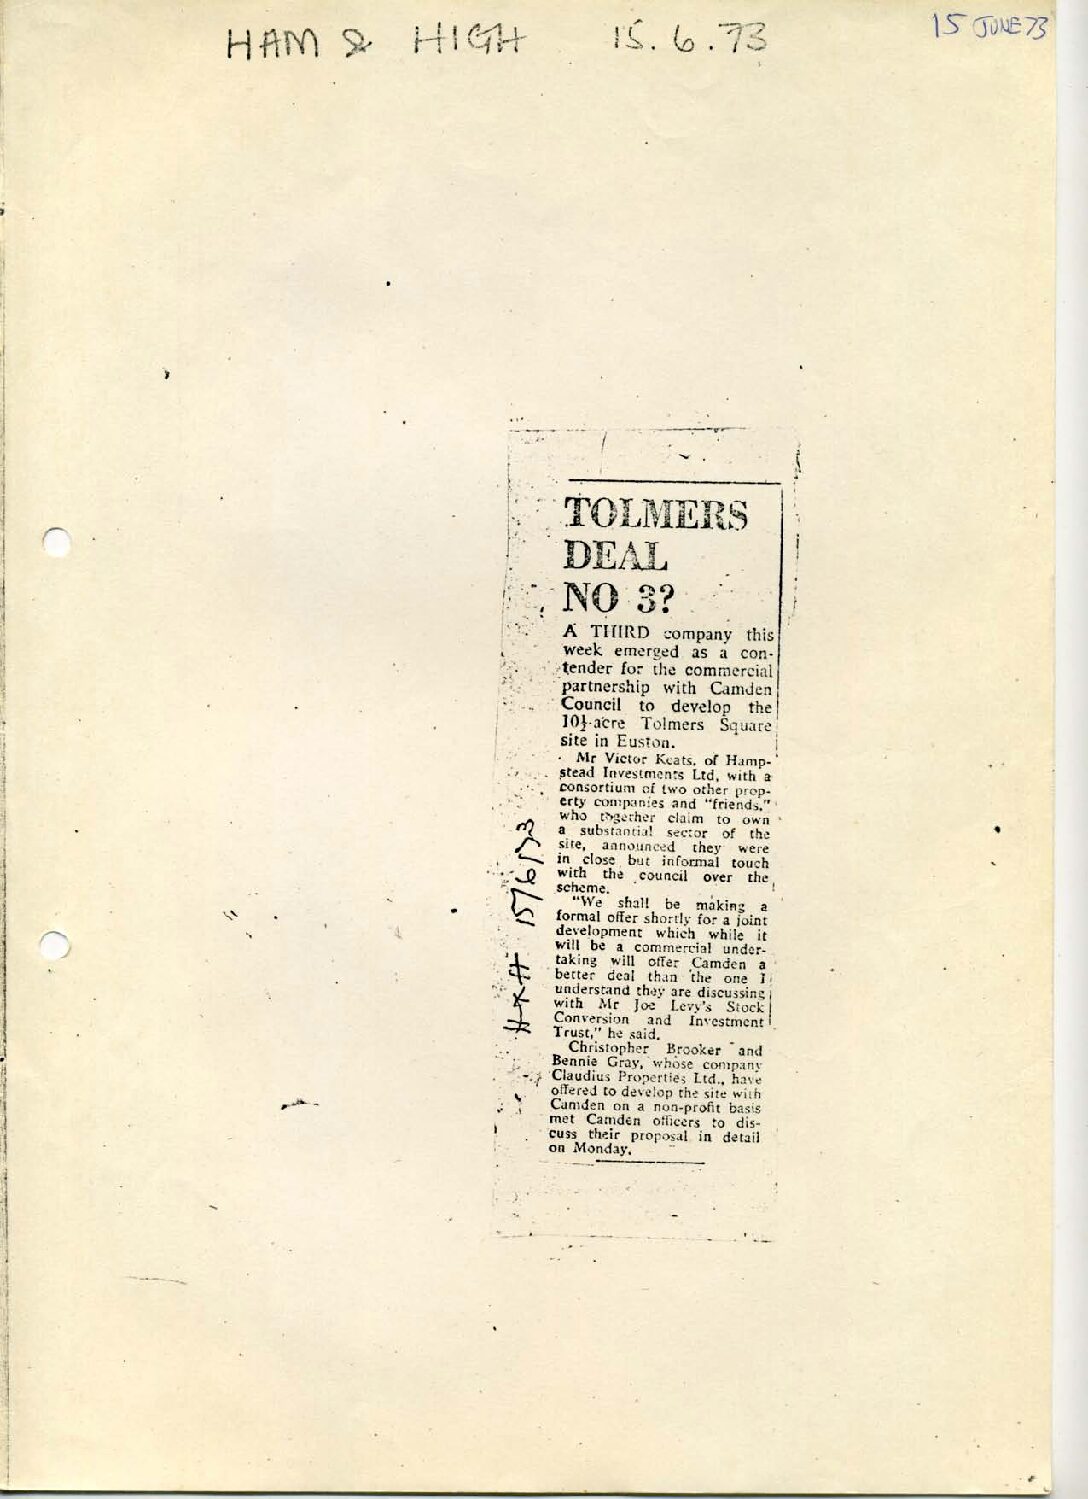 HAM & HIGH 15.6.73
15 JUNE 73
H&H 15/6/73
TOLMERS
DEAL
NO 3?
A THIRD company this
week emerged as a con-
tender for the commercial
partnership with Camden
Council to develop the
10½-acre Tolmers Square
site in Euston.
Mr Victor Keats, of Hamp-
stead Investments Ltd, with a
consortium of two other prop-
erty companies and "friends,"
who together claim to own
a substantial sector of the
site, announced they were
in close but informal touch
with the council over the
scheme.
"We shall be making a
formal offer shortly for a joint
development which while it
will be a commercial under-
taking will offer Camden a
better deal than the one I
understand they are discussing
with Mr Joe Levy's Stock
Conversion and Investment
Trust," he said.
Christopher Brooker and
Bennie Gray, whose company
Claudius Properties Ltd., have
offered to develop the site with
Camden on a non-profit basis
met Camden officers to dis-
cuss their proposal in detail
on Monday.